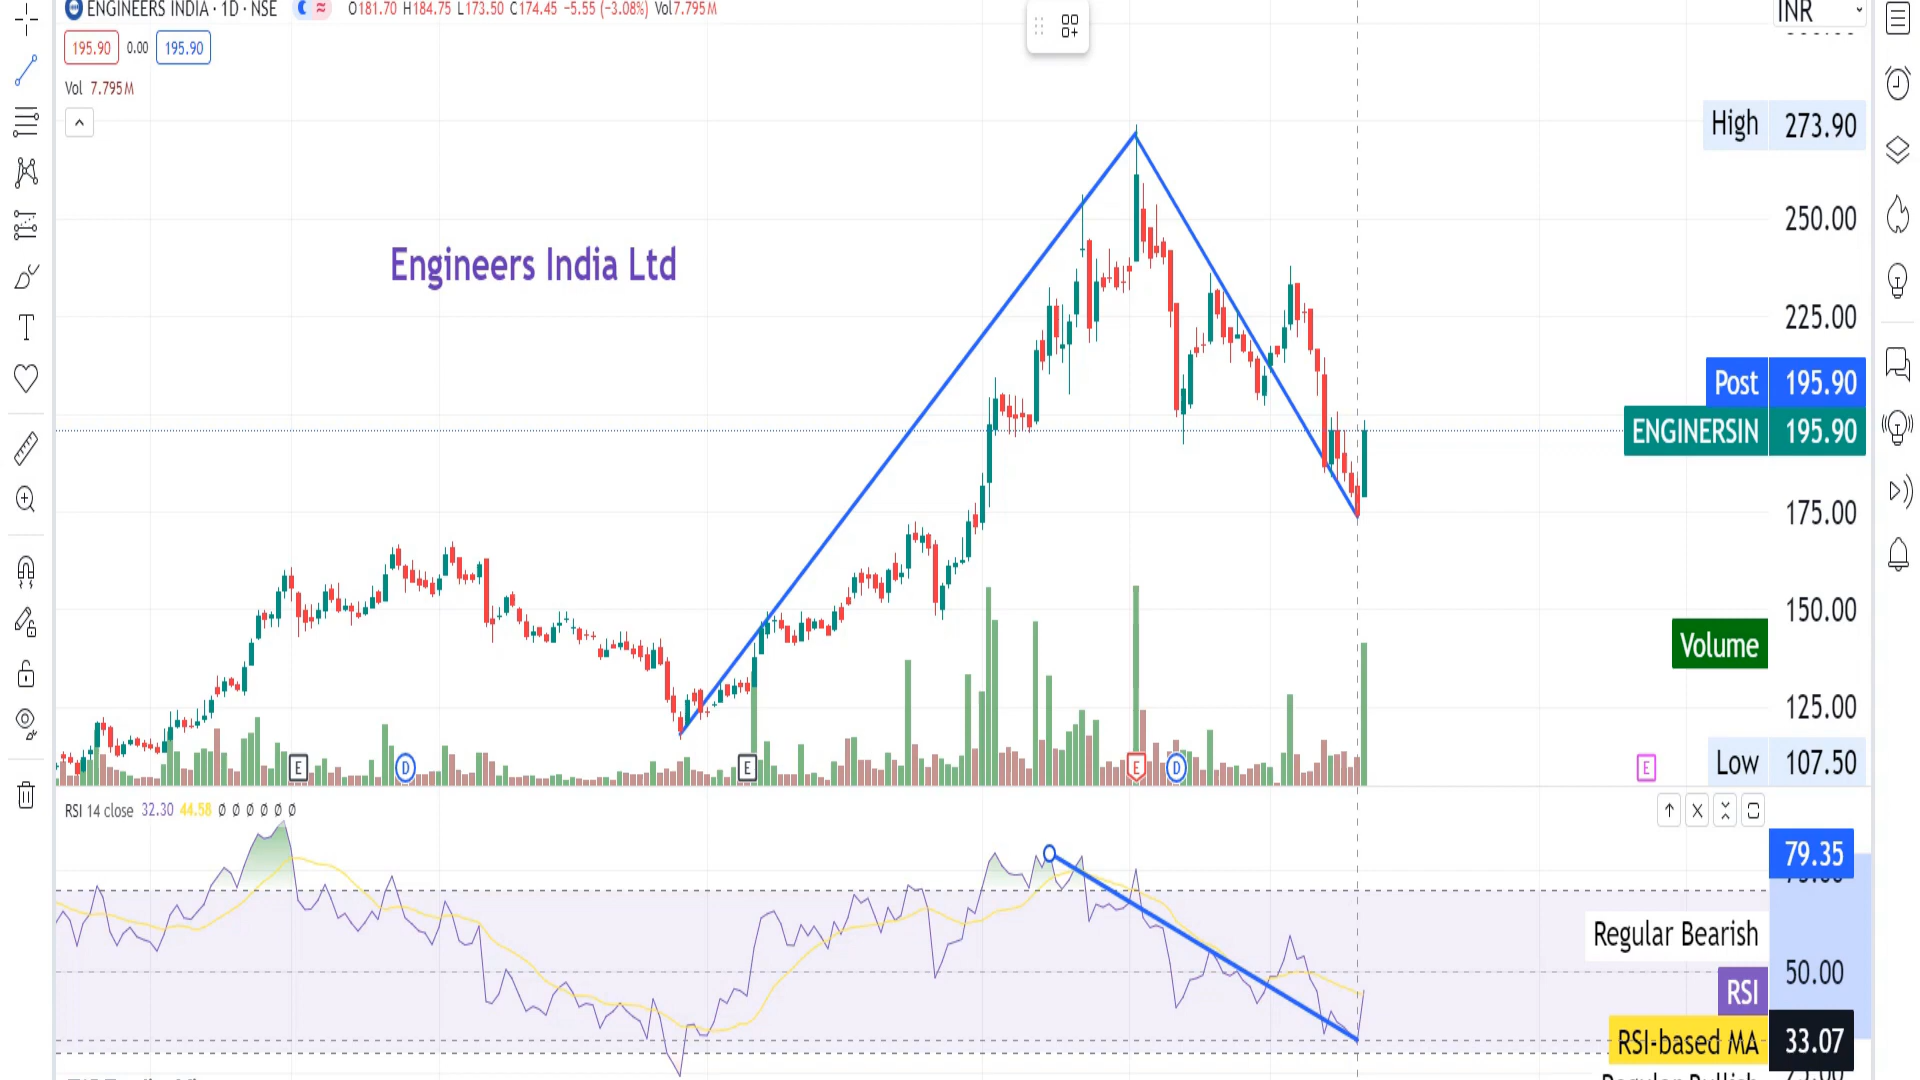 ENGINEERS INDIA · 1D · NSE O181.70 H184.75 L173.50 C174.45 −5.55 (−3.08%) Vol7.795M
INR
195.90 0.00 195.90
Vol 7.795M
High 273.90
250.00
Engineers India Ltd
225.00
Post 195.90
ENGINERSIN 195.90
175.00
150.00
Volume
125.00
E D E E D E
Low 107.50
RSI 14 close 32.30 44.58 Ø Ø Ø Ø Ø Ø
79.35
Regular Bearish
50.00
RSI
RSI-based MA 33.07